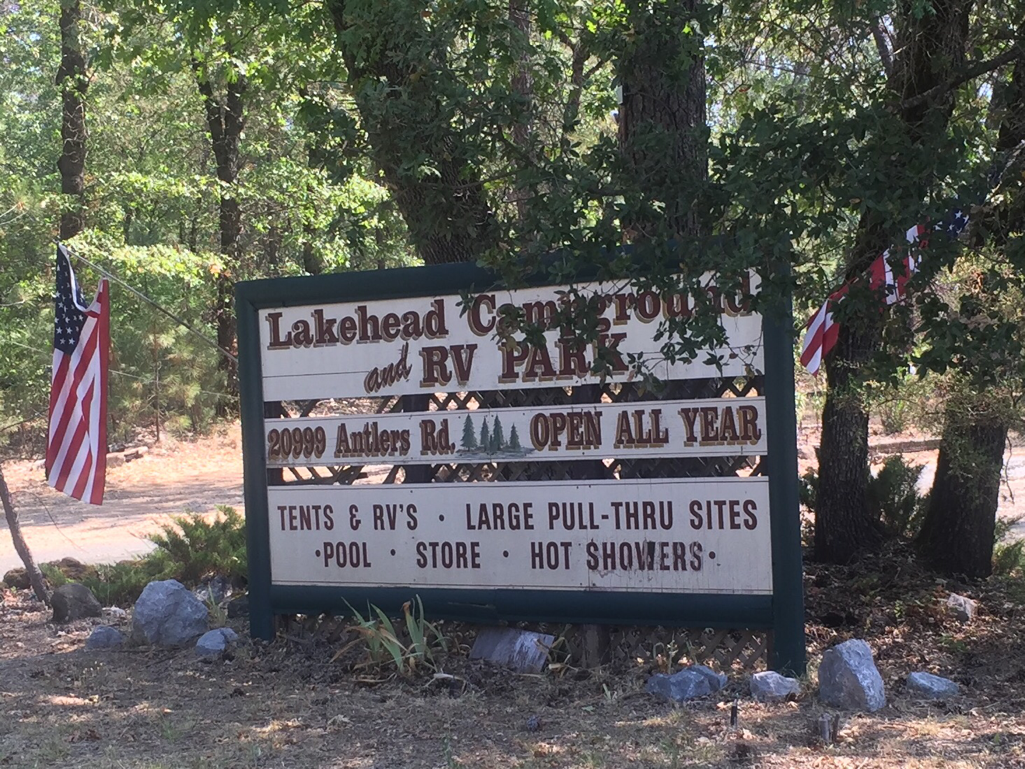 Lakehead Campground
and RV PARK
20999 Antlers Rd. OPEN ALL YEAR
TENTS & RV'S • LARGE PULL-THRU SITES
•POOL • STORE • HOT SHOWERS•